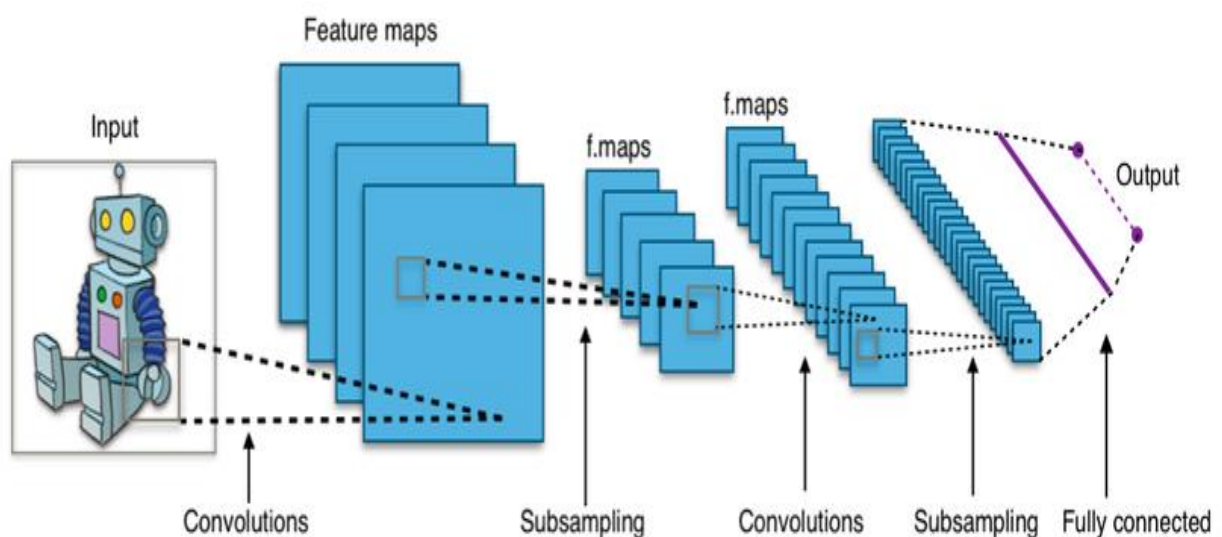 Feature maps
f.maps
Input
f.maps
Output
Convolutions
Subsampling
Convolutions
Subsampling
Fully connected